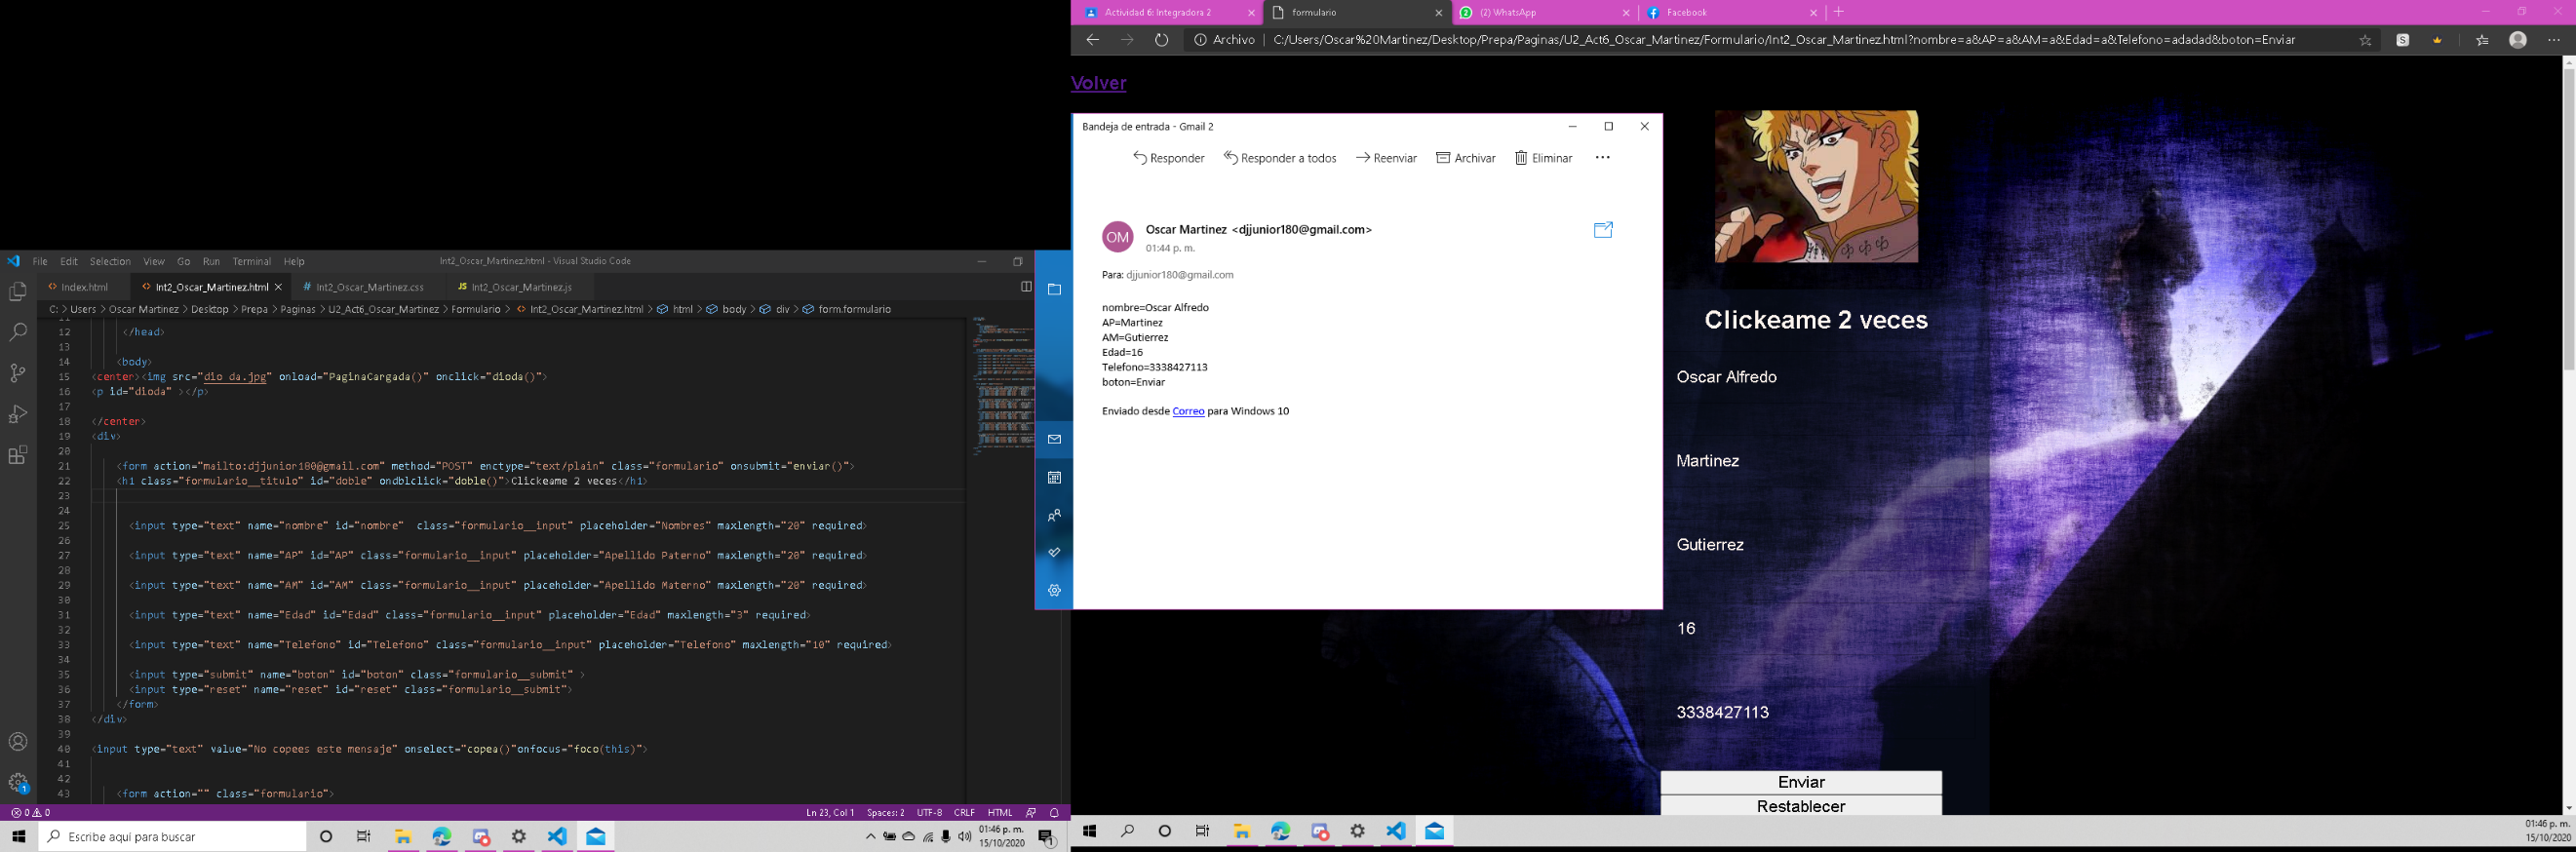 Actividad 6: Integradora 2
formulario
(2) WhatsApp
Facebook
Archivo | C:/Users/Oscar%20Martinez/Desktop/Prepa/Paginas/U2_Act6_Oscar_Martinez/Formulario/Int2_Oscar_Martinez.html?nombre=a&AP=a&AM=a&Edad=a&Telefono=adadad&boton=Enviar
Volver
Bandeja de entrada - Gmail 2
Responder Responder a todos Reenviar Archivar Eliminar ...
OM
Oscar Martinez <djjunior180@gmail.com>
01:44 p. m.
Para: djjunior180@gmail.com
nombre=Oscar Alfredo
AP=Martinez
AM=Gutierrez
Edad=16
Telefono=3338427113
boton=Enviar
Enviado desde Correo para Windows 10
Clickeame 2 veces
Oscar Alfredo
Martinez
Gutierrez
16
3338427113
Enviar
Restablecer
File Edit Selection View Go Run Terminal Help
Int2_Oscar_Martinez.html - Visual Studio Code
Index.html
Int2_Oscar_Martinez.html
Int2_Oscar_Martinez.css
Int2_Oscar_Martinez.js
C: > Users > Oscar Martinez > Desktop > Prepa > Paginas > U2_Act6_Oscar_Martinez > Formulario > Int2_Oscar_Martinez.html > html > body > div > form.formulario
11
12 </head>
13
14 <body>
15 <center><img src="dio da.jpg" onload="PaginaCargada()" onclick="dioda()">
16 <p id="dioda" ></p>
17
18 </center>
19 <div>
20
21 <form action="mailto:djjunior180@gmail.com" method="POST" enctype="text/plain" class="formulario" onsubmit="enviar()">
22 <h1 class="formulario__titulo" id="doble" ondblclick="doble()">Clickeame 2 veces</h1>
23
24
25 <input type="text" name="nombre" id="nombre"  class="formulario__input" placeholder="Nombres" maxlength="20" required>
26
27 <input type="text" name="AP" id="AP" class="formulario__input" placeholder="Apellido Paterno" maxlength="20" required>
28
29 <input type="text" name="AM" id="AM" class="formulario__input" placeholder="Apellido Materno" maxlength="20" required>
30
31 <input type="text" name="Edad" id="Edad" class="formulario__input" placeholder="Edad" maxlength="3" required>
32
33 <input type="text" name="Telefono" id="Telefono" class="formulario__input" placeholder="Telefono" maxlength="10" required>
34
35 <input type="submit" name="boton" id="boton" class="formulario__submit" >
36 <input type="reset" name="reset" id="reset" class="formulario__submit">
37 </form>
38 </div>
39
40 <input type="text" value="No copees este mensaje" onselect="copea()"onfocus="foco(this)">
41
42
43 <form action="" class="formulario">
0 0
Ln 23, Col 1 Spaces: 2 UTF-8 CRLF HTML
Escribe aquí para buscar
01:46 p. m.
15/10/2020
1
01:46 p. m.
15/10/2020